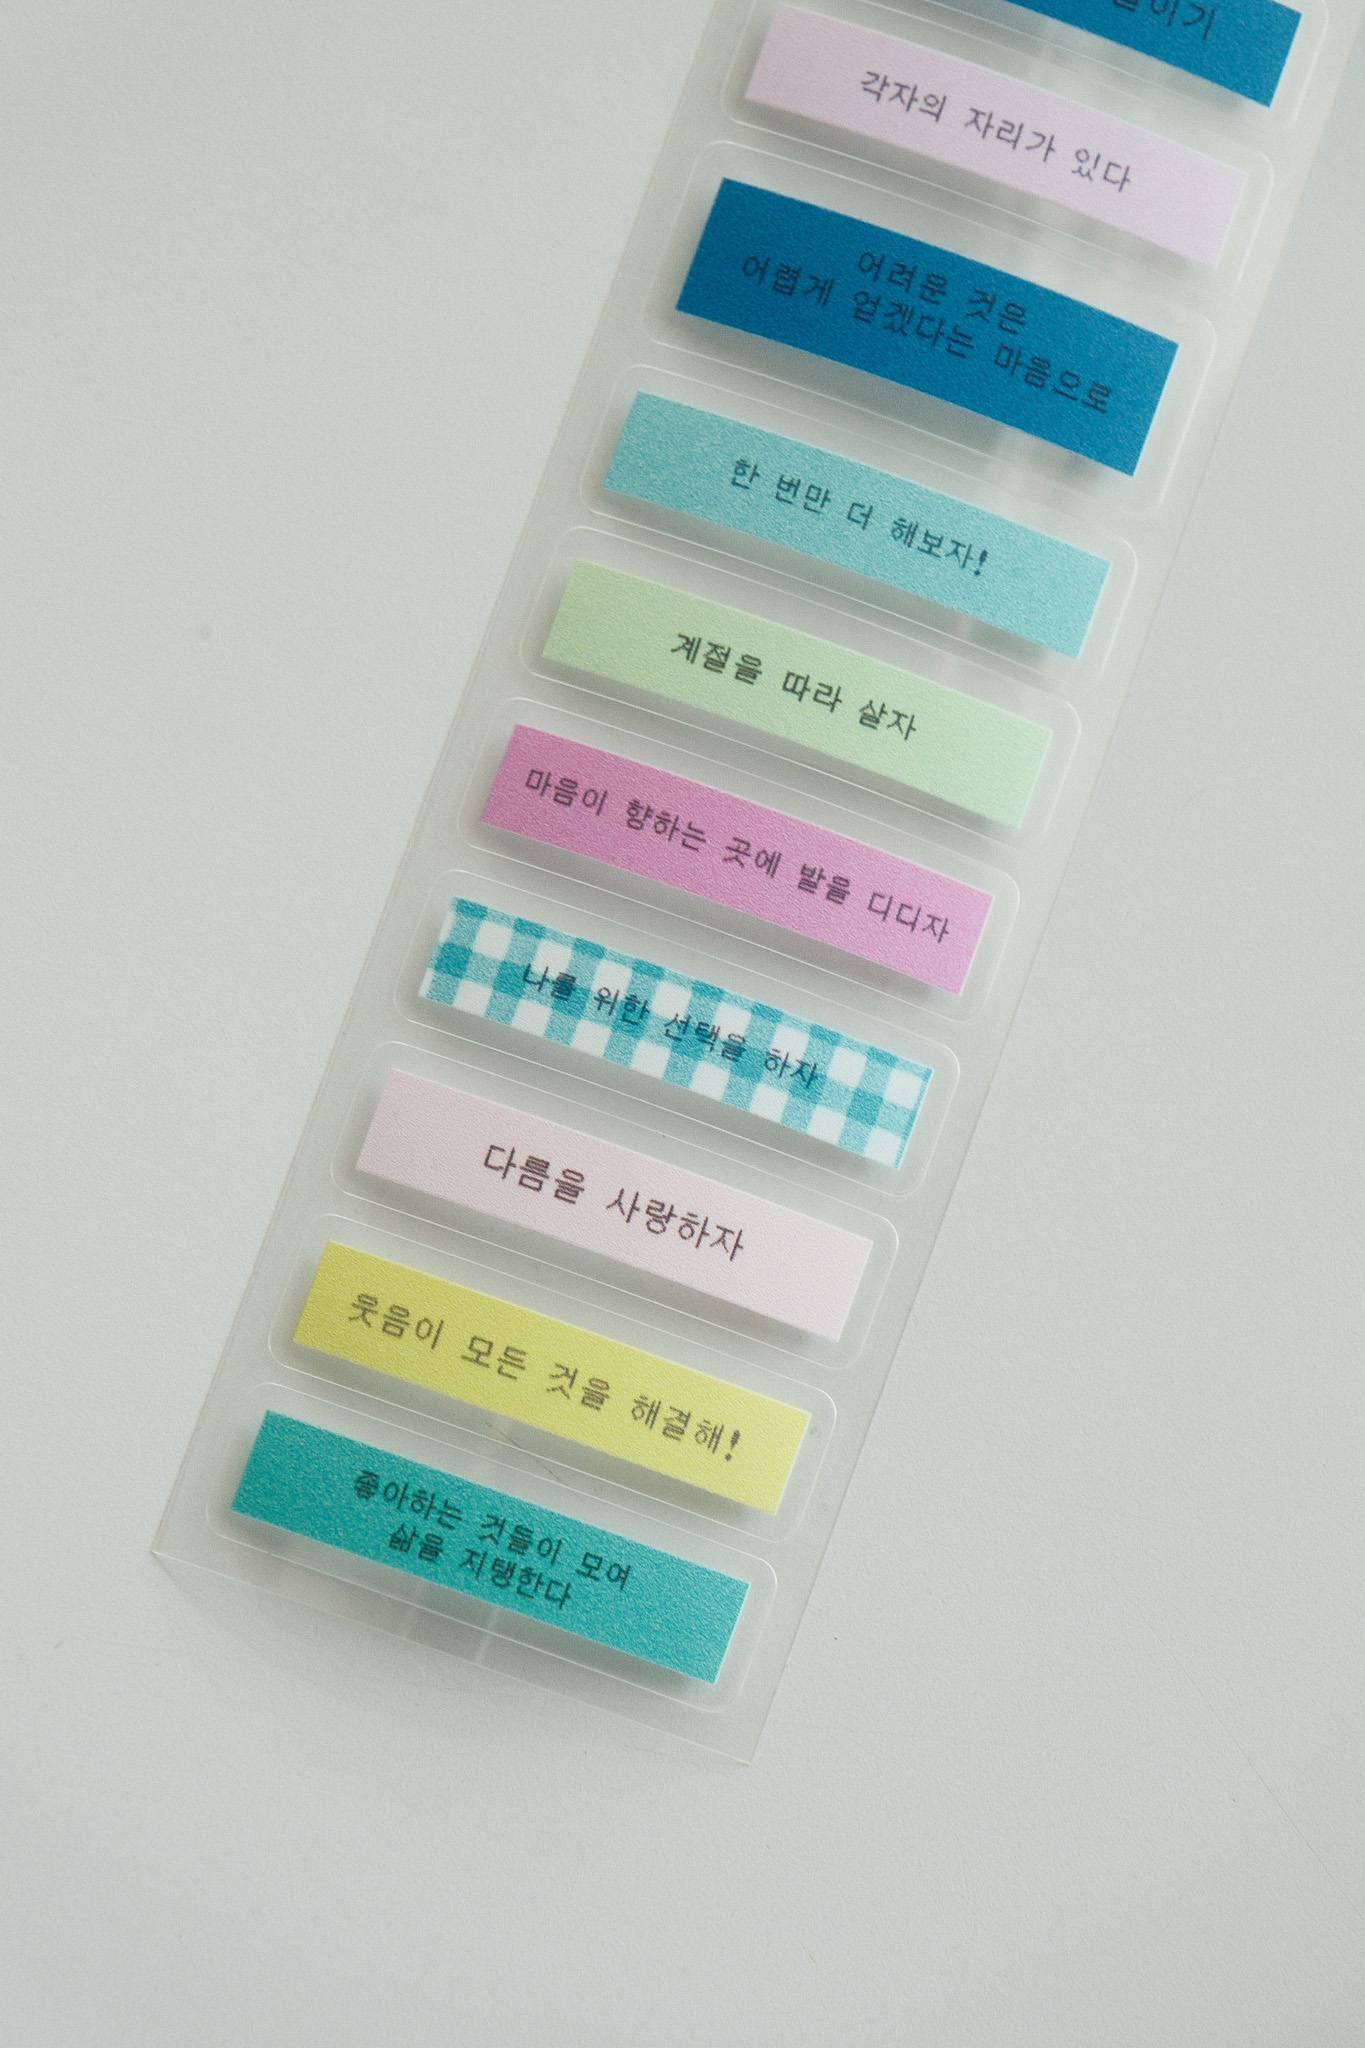 각자의 자리가 있다
어려운 것은
어렵게 얻겠다는 마음으로
한 번만 더 해보자!
계절을 따라 살자
마음이 향하는 곳에 발을 디디자
나를 위한 선택을 하자
다름을 사랑하자
웃음이 모든 것을 해결해!
좋아하는 것들이 모여
삶을 지탱한다